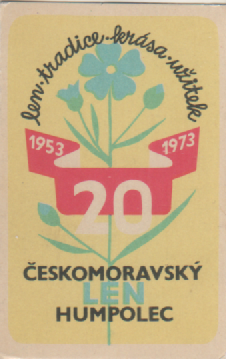 len·tradice·krása·užitek
1953 1973
20
ČESKOMORAVSKÝ
LEN
HUMPOLEC